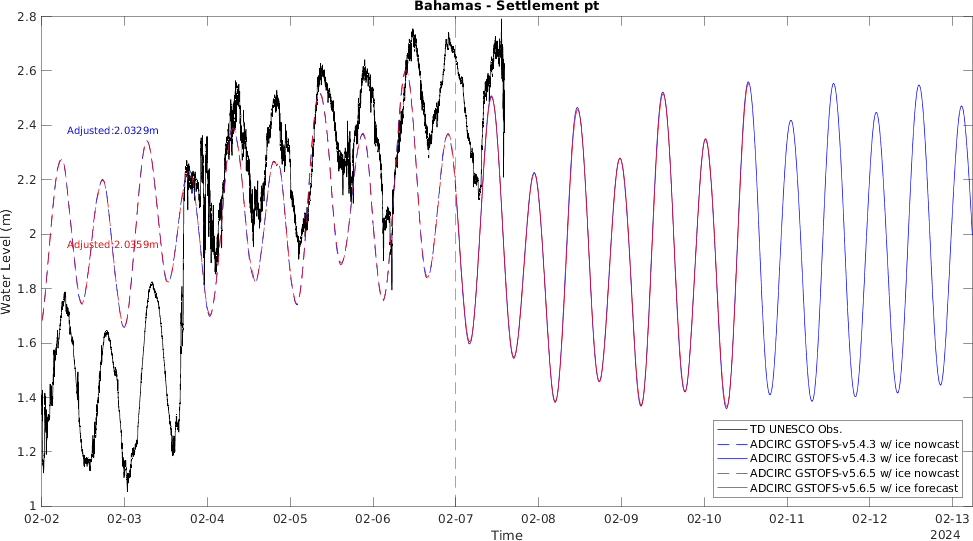 Bahamas - Settlement pt
2.8
2.6
2.4
2.2
2
1.8
1.6
1.4
1.2
1
Water Level (m)
Adjusted:2.0329m
Adjusted:2.0359m
TD UNESCO Obs.
ADCIRC GSTOFS-v5.4.3 w/ ice nowcast
ADCIRC GSTOFS-v5.4.3 w/ ice forecast
ADCIRC GSTOFS-v5.6.5 w/ ice nowcast
ADCIRC GSTOFS-v5.6.5 w/ ice forecast
02-02 02-03 02-04 02-05 02-06 02-07 02-08 02-09 02-10 02-11 02-12 02-13
Time
2024